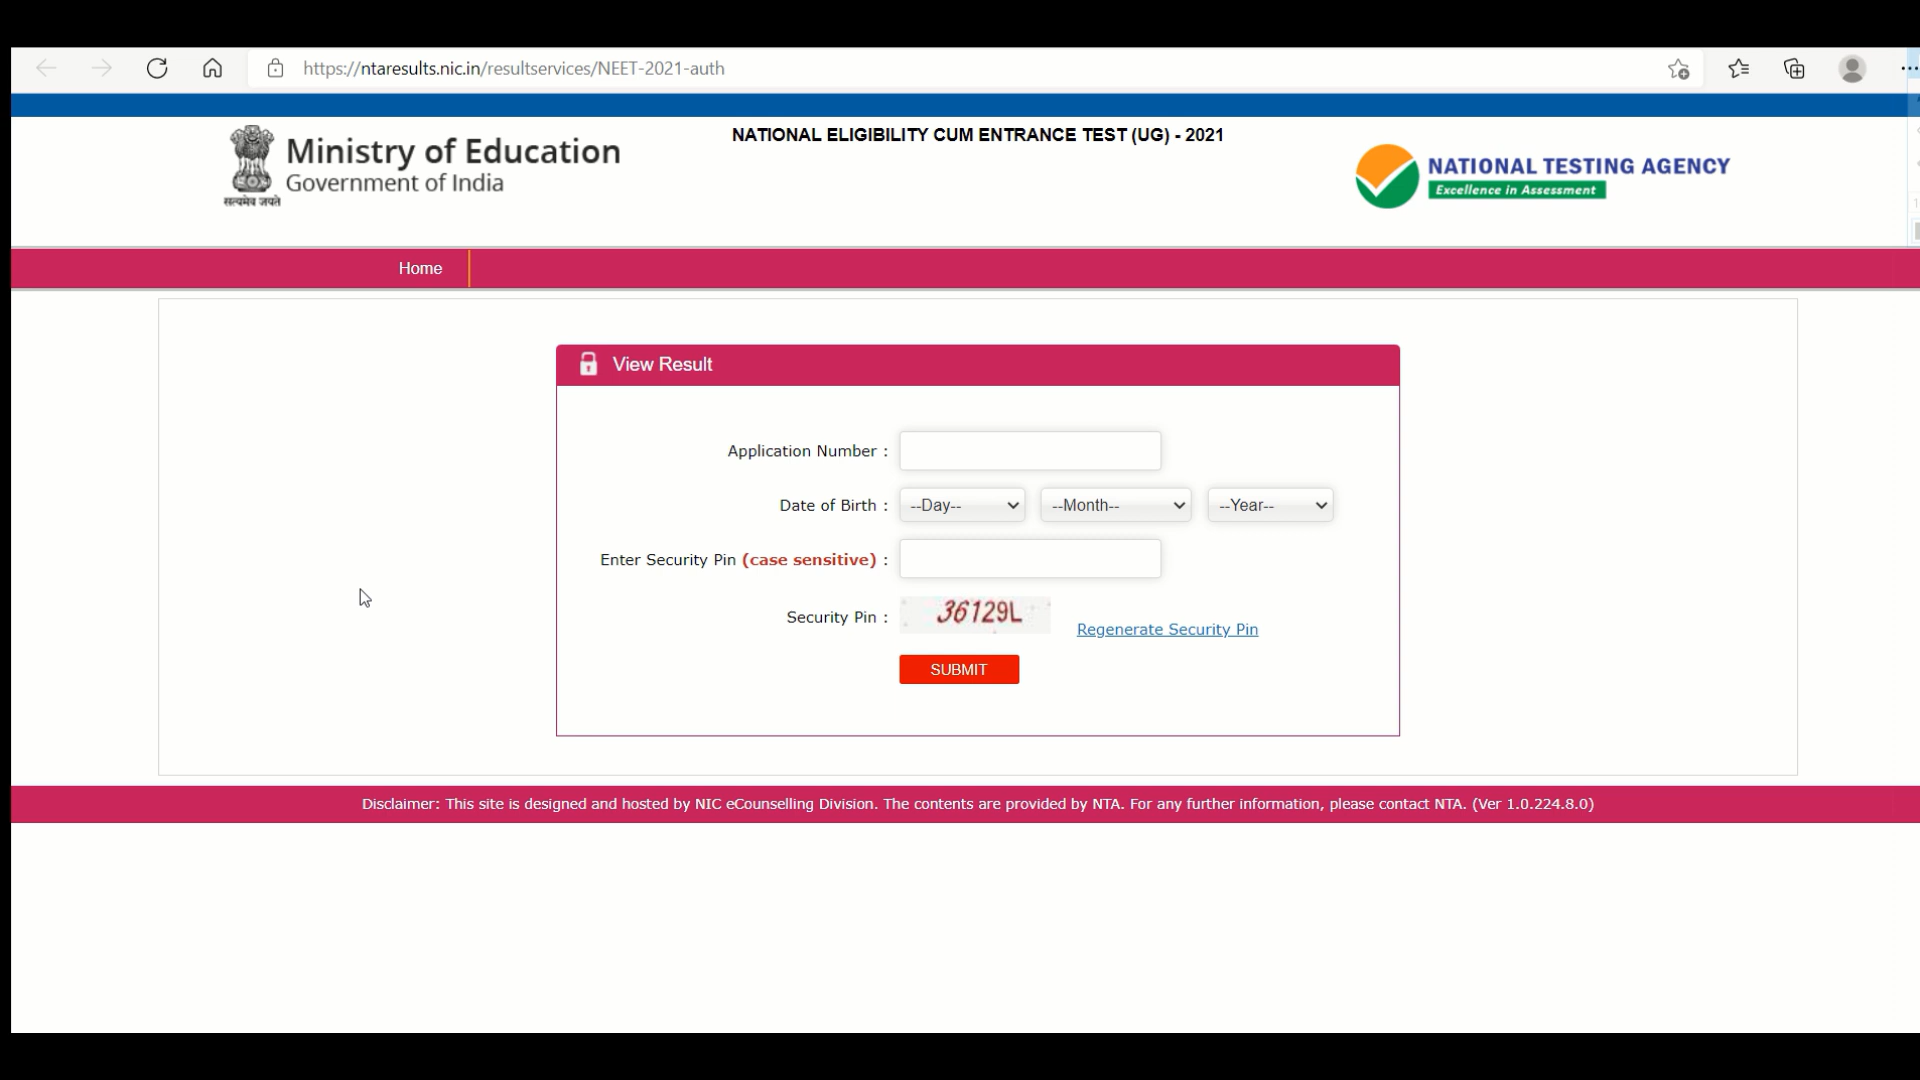 https://ntaresults.nic.in/resultservices/NEET-2021-auth
सत्यमेव जयते
Ministry of Education
Government of India
NATIONAL ELIGIBILITY CUM ENTRANCE TEST (UG) - 2021
NATIONAL TESTING AGENCY
Excellence in Assessment
Home
View Result
Application Number :
Date of Birth : --Day-- --Month-- --Year--
Enter Security Pin (case sensitive) :
Security Pin : 36129L Regenerate Security Pin
SUBMIT
Disclaimer: This site is designed and hosted by NIC eCounselling Division. The contents are provided by NTA. For any further information, please contact NTA. (Ver 1.0.224.8.0)